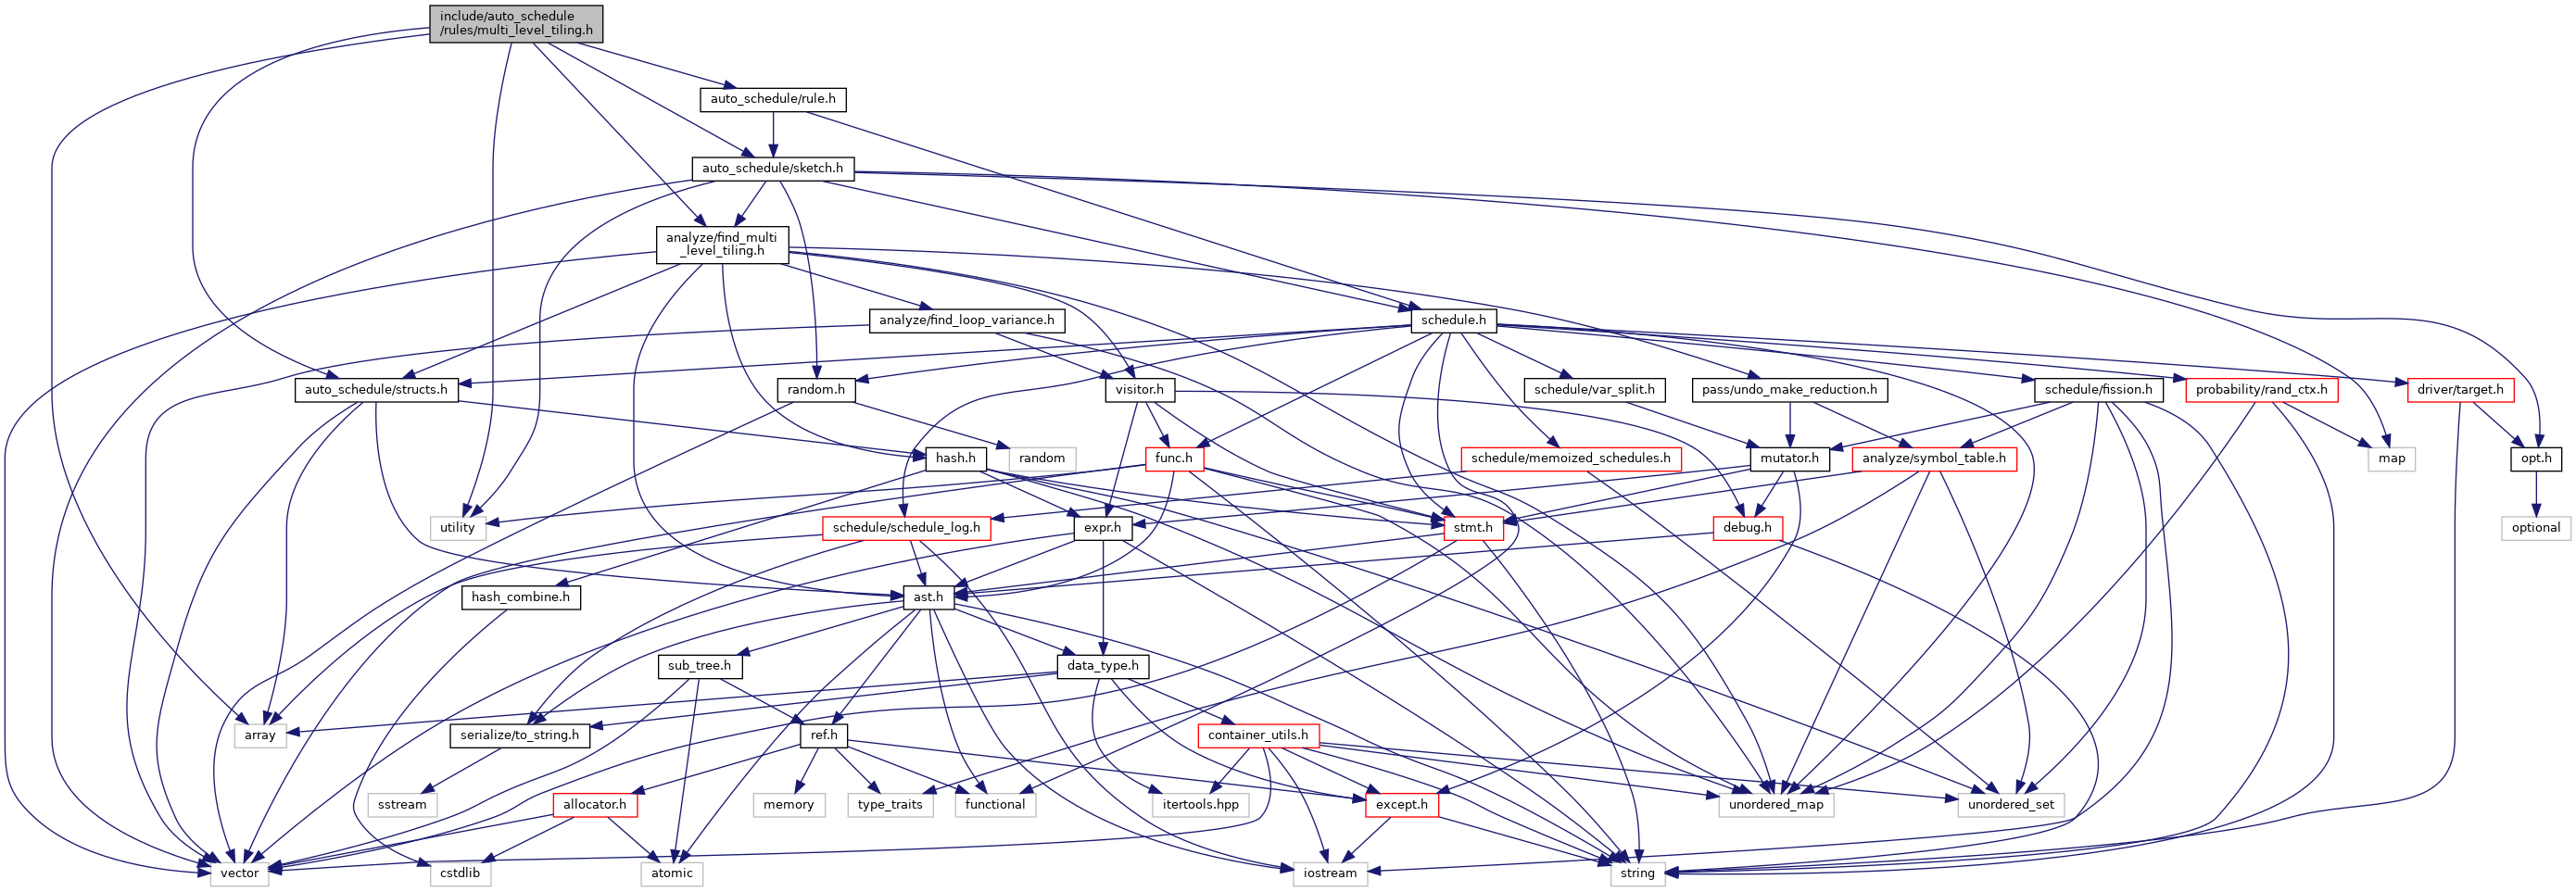 include/auto_schedule
/rules/multi_level_tiling.h
auto_schedule/rule.h
auto_schedule/sketch.h
analyze/find_multi
_level_tiling.h
analyze/find_loop_variance.h
schedule.h
auto_schedule/structs.h
random.h
visitor.h
schedule/var_split.h
pass/undo_make_reduction.h
schedule/fission.h
probability/rand_ctx.h
driver/target.h
hash.h
random
func.h
schedule/memoized_schedules.h
mutator.h
analyze/symbol_table.h
map
opt.h
utility
schedule/schedule_log.h
expr.h
stmt.h
debug.h
optional
hash_combine.h
ast.h
sub_tree.h
data_type.h
array
serialize/to_string.h
ref.h
container_utils.h
sstream
allocator.h
memory
type_traits
functional
itertools.hpp
except.h
unordered_map
unordered_set
vector
cstdlib
atomic
iostream
string